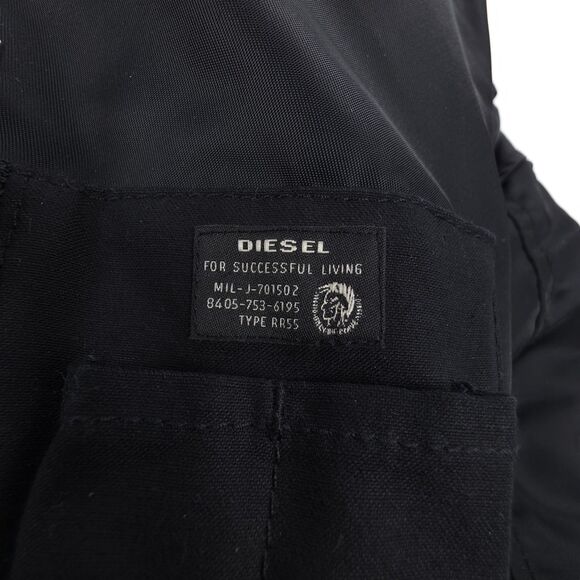 DIESEL
FOR SUCCESSFUL LIVING
MIL-J-701502
8405-753-6195
TYPE RR55